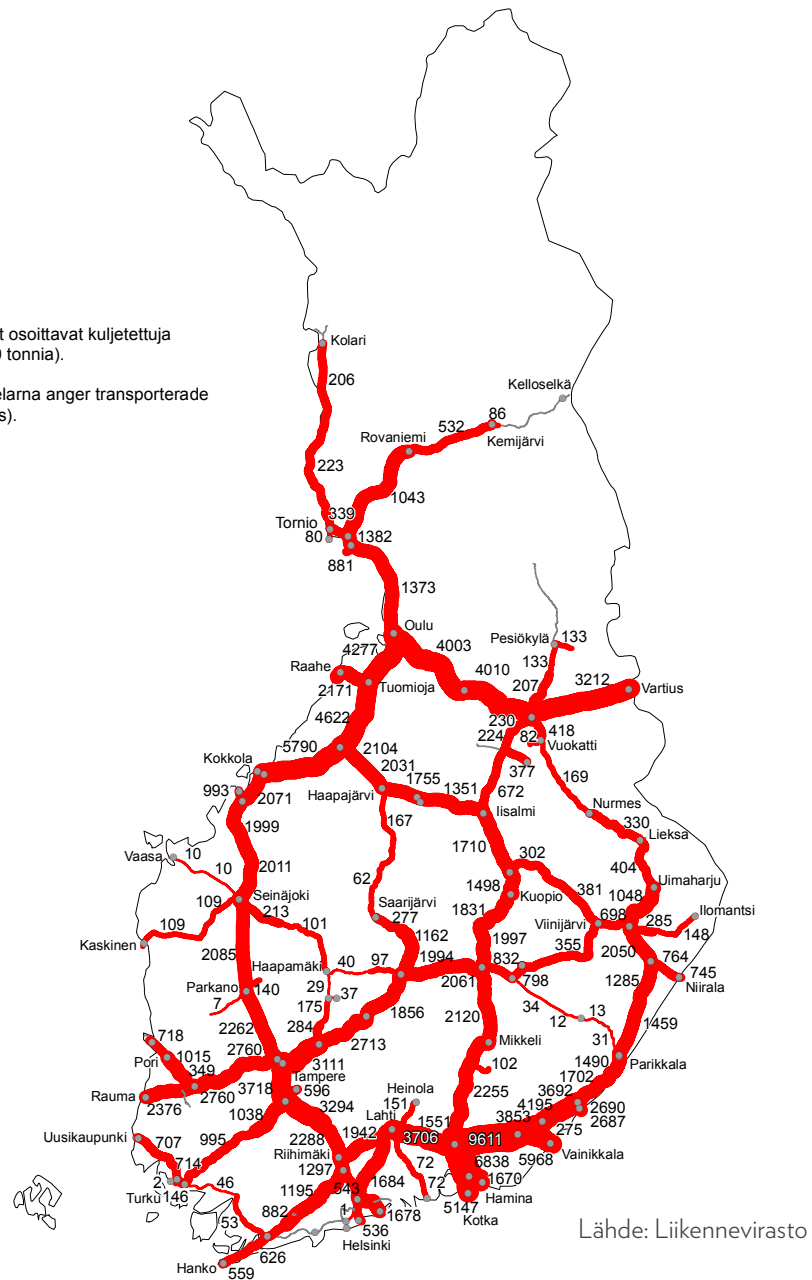 t osoittavat kuljetettuja
tonnia).
elarna anger transporterade
s).
Kolari
206
Kelloselkä
86
532
Rovaniemi
Kemijärvi
223
1043
339
Tornio
80
1382
881
1373
Oulu
Pesiökylä
133
4277
4003
133
Raahe
4010
3212
Tuomioja
2171
207
Vartius
4622
230
418
5790
2104
224
82
Vuokatti
Kokkola
2031
377
1755
993
1351
672
169
2071
Haapajärvi
Iisalmi
Nurmes
1999
167
330
Lieksa
Vaasa
10
1710
302
404
10
2011
62
Uimaharju
1498
381
1048
Kuopio
Seinäjoki
109
213
Saarijärvi
1831
Viinijärvi
698
Ilomantsi
277
285
109
101
1162
148
Kaskinen
1997
355
2050
764
2085
Haapamäki
40
97
1994
832
745
2061
798
1285
Niirala
Parkano
140
29
37
175
34
7
13
1856
12
1459
2262
2120
31
718
284
2713
Mikkeli
1490
Parikkala
Pori
1015
2760
3111
102
1702
349
Tampere
596
Heinola
2255
3692
Rauma
2376
2760
3718
151
4195
2690
1038
3294
Lahti
1551
3853
2687
Uusikaupunki
707
995
2288
1942
3706
9611
275
Vainikkala
Riihimäki
5968
714
1297
72
6838
2
46
1195
543
1684
1670
Turku
146
72
Hamina
882
5147
53
1
1678
Kotka
536
626
Helsinki
Hanko
559
Lähde: Liikennevirasto